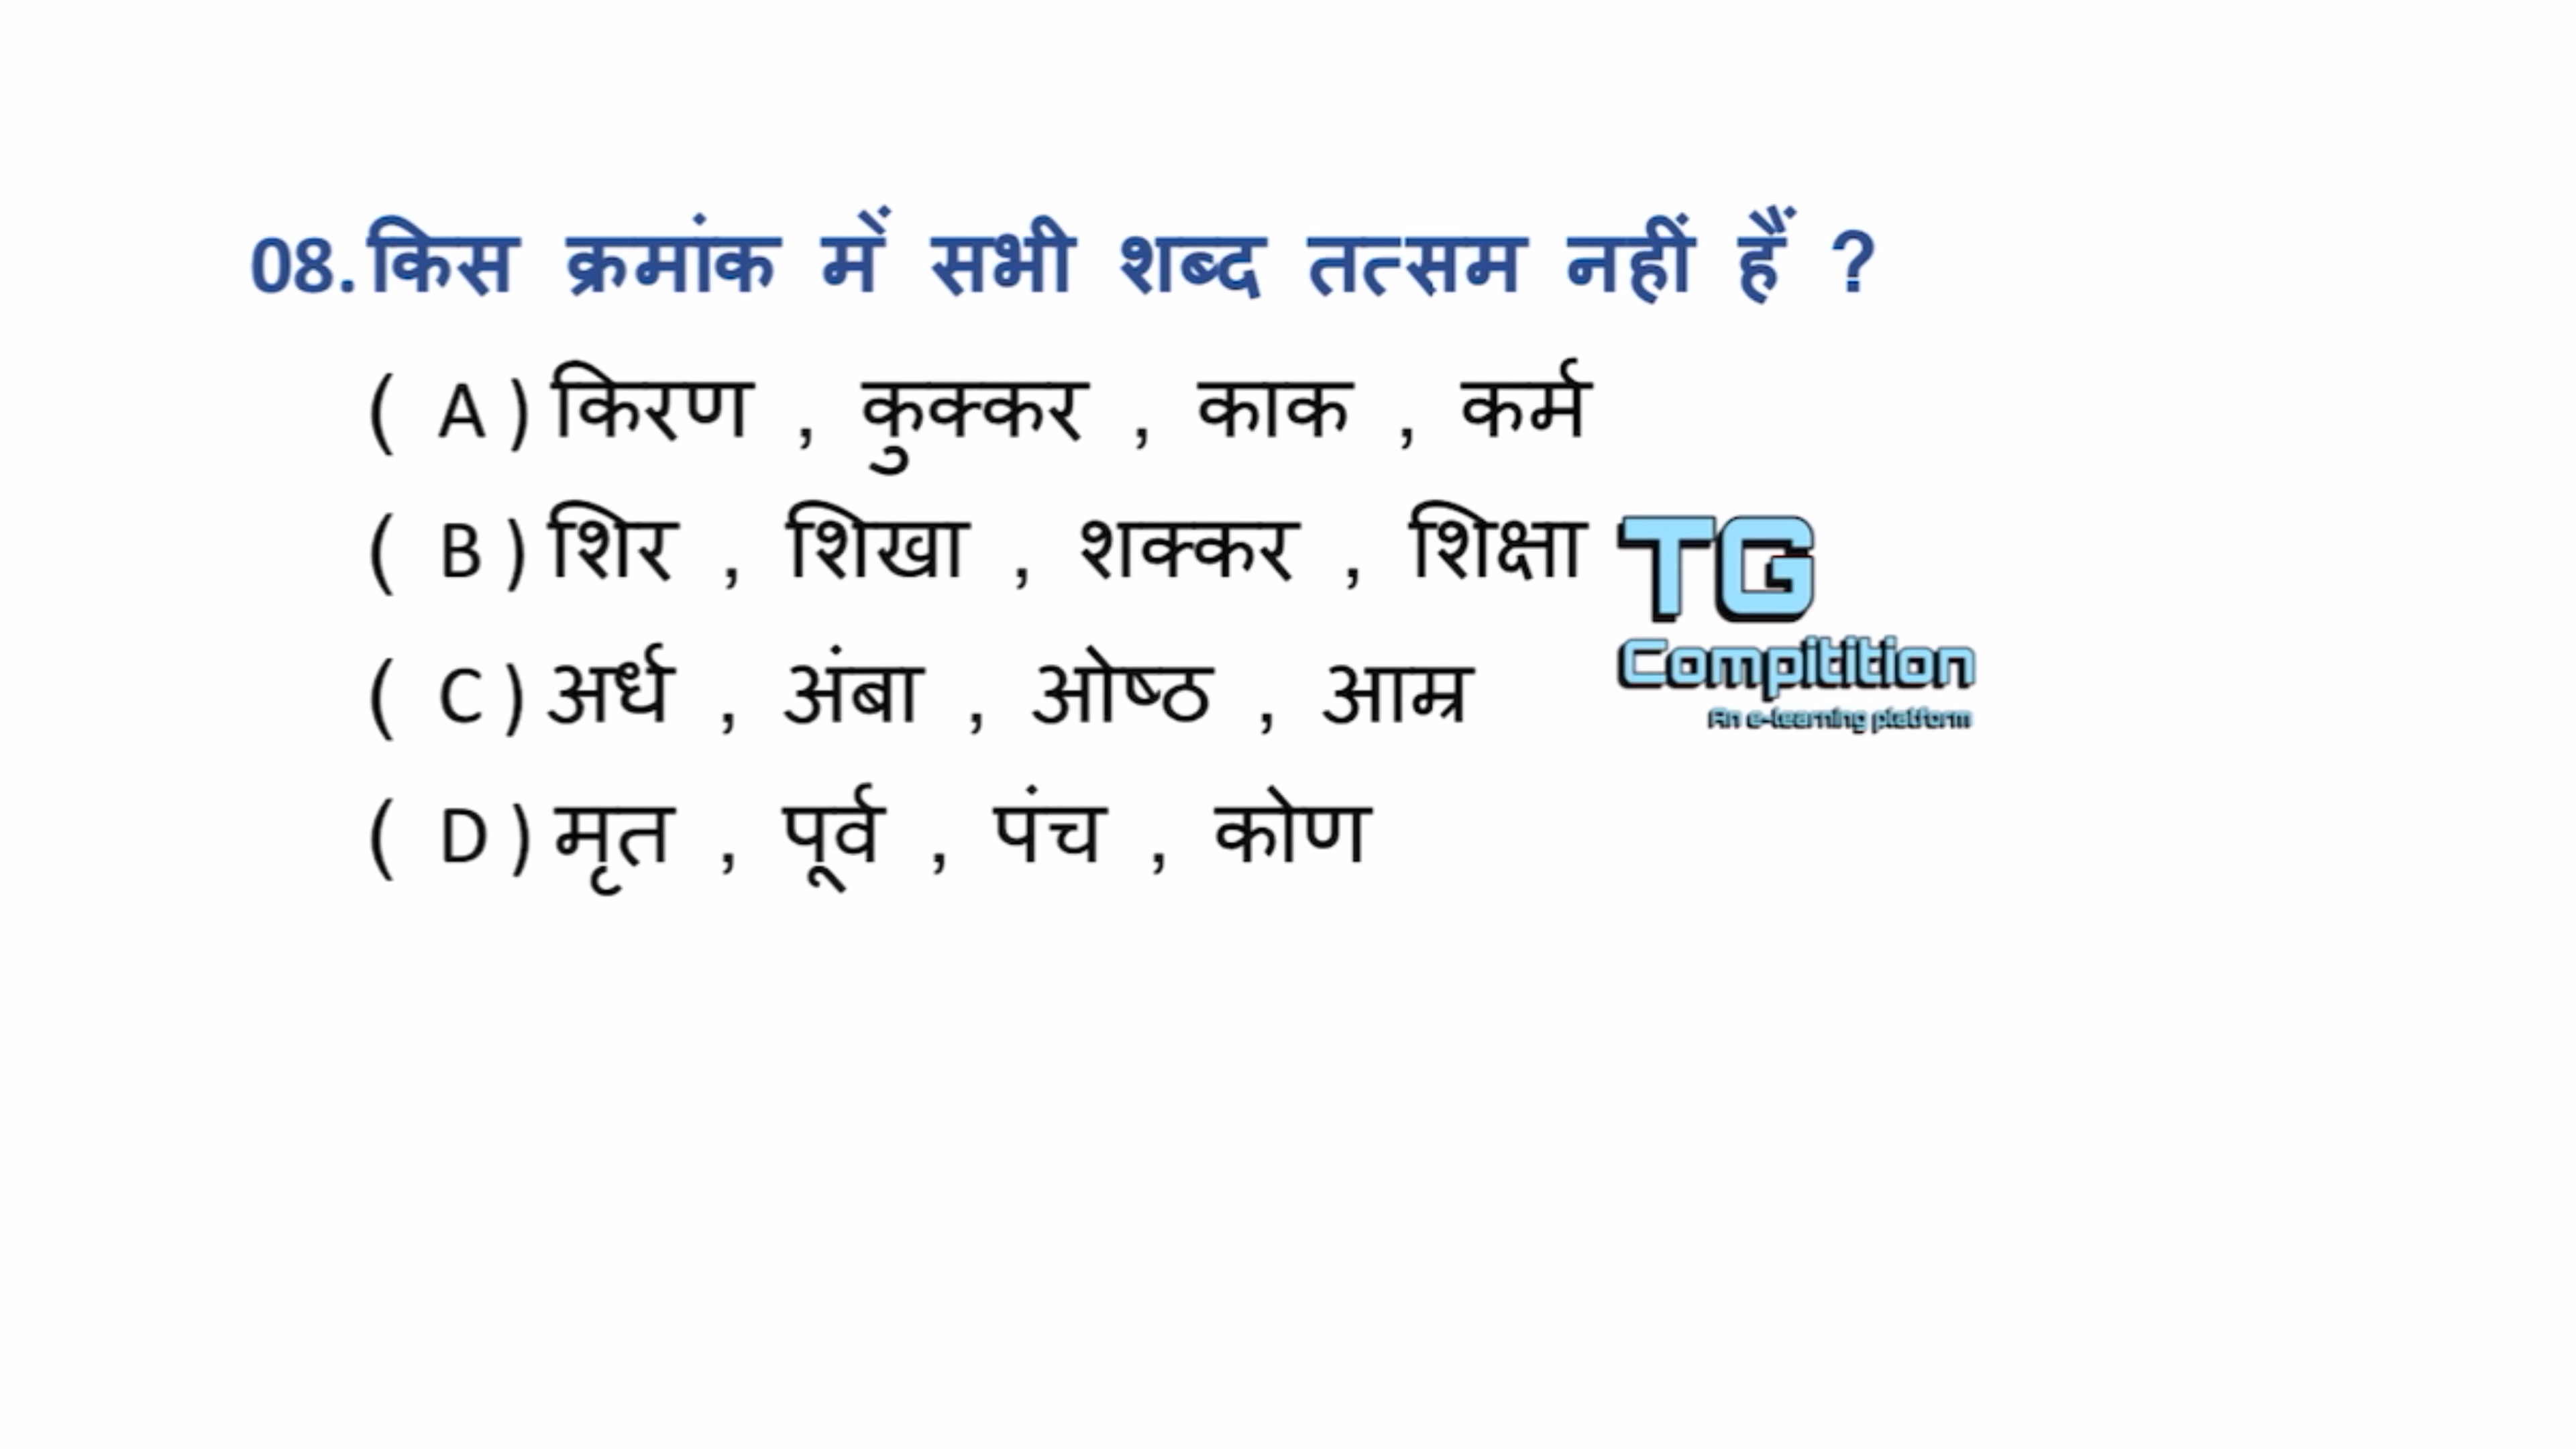 08. किस क्रमांक में सभी शब्द तत्सम नहीं हैं ?
( A ) किरण , कुक्कर , काक , कर्म
( B ) शिर , शिखा , शक्कर , शिक्षा
( C ) अर्ध , अंबा , ओष्ठ , आम्र
( D ) मृत , पूर्व , पंच , कोण
TG
Compitition
An e-learning platform